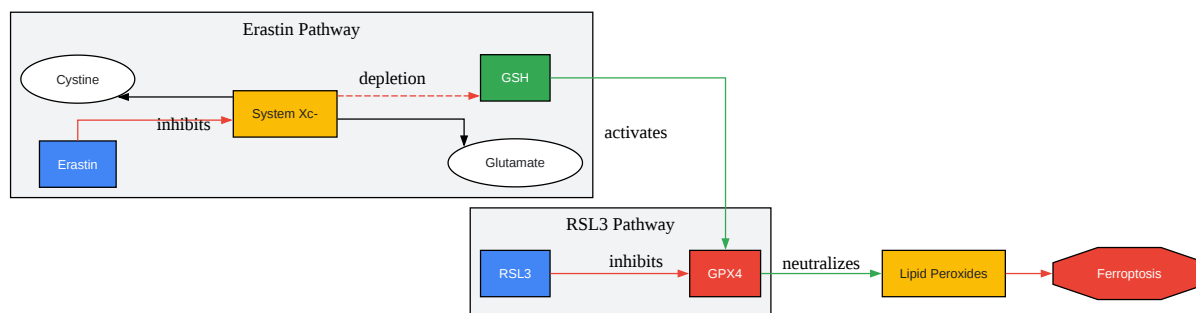 Erastin Pathway
Cystine
depletion
GSH
System Xc-
inhibits
Erastin
Glutamate
activates
RSL3 Pathway
RSL3
inhibits
GPX4
neutralizes
Lipid Peroxides
Ferroptosis